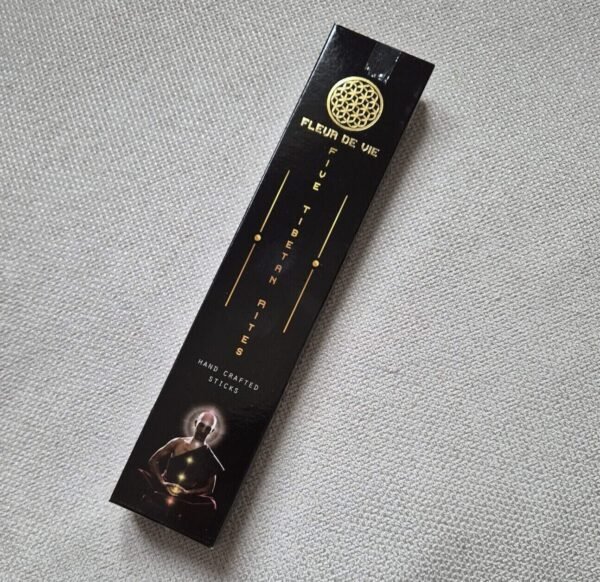 FLEUR DE VIE
FIVE TIBETAN RITES
HAND CRAFTED
STICKS